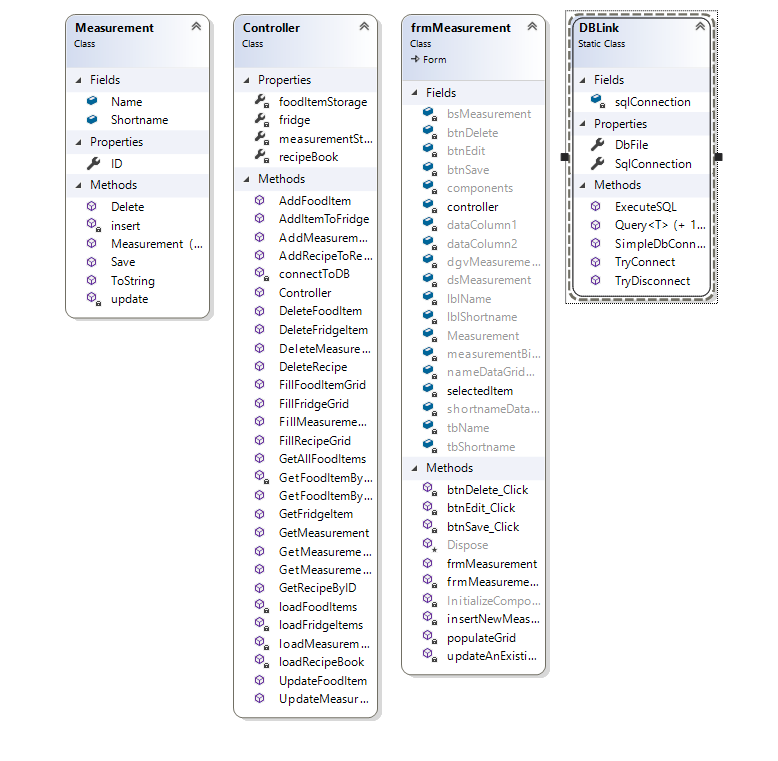 Measurement
Class
Fields
Name
Shortname
Properties
ID
Methods
Delete
insert
Measurement (...
Save
ToString
update
Controller
Class
Properties
foodItemStorage
fridge
measurementSt...
recipeBook
Methods
AddFoodItem
AddItemToFridge
AddMeasurem...
AddRecipeToRe...
connectToDB
Controller
DeleteFoodItem
DeleteFridgeItem
DeleteMeasure...
DeleteRecipe
FillFoodItemGrid
FillFridgeGrid
FillMeasureme...
FillRecipeGrid
GetAllFoodItems
GetFoodItemBy...
GetFoodItemBy...
GetFridgeItem
GetMeasurement
GetMeasureme...
GetMeasureme...
GetRecipeByID
loadFoodItems
loadFridgeItems
loadMeasurem...
loadRecipeBook
UpdateFoodItem
UpdateMeasur...
frmMeasurement
Class
Form
Fields
bsMeasurement
btnDelete
btnEdit
btnSave
components
controller
dataColumn1
dataColumn2
dgvMeasureme...
dsMeasurement
lblName
lblShortname
Measurement
measurementBi...
nameDataGrid...
selectedItem
shortnameData...
tbName
tbShortname
Methods
btnDelete_Click
btnEdit_Click
btnSave_Click
Dispose
frmMeasurement
frmMeasureme...
InitializeCompo...
insertNewMeas...
populateGrid
updateAnExisti...
DBLink
Static Class
Fields
sqlConnection
Properties
DbFile
SqlConnection
Methods
ExecuteSQL
Query<T> (+ 1...
SimpleDbConn...
TryConnect
TryDisconnect